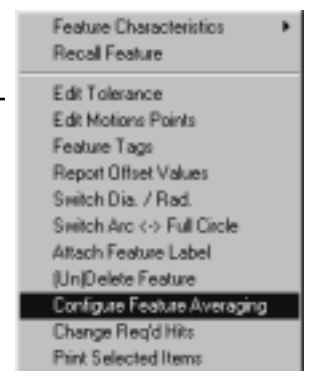 Feature Characteristics
Recall Feature
Edit Tolerance
Edit Motions Points
Feature Tags
Report Offset Values
Switch Dia. / Rad.
Switch Arc <-> Full Circle
Attach Feature Label
(Un)Delete Feature
Configure Feature Averaging
Change Req'd Hits
Print Selected Items